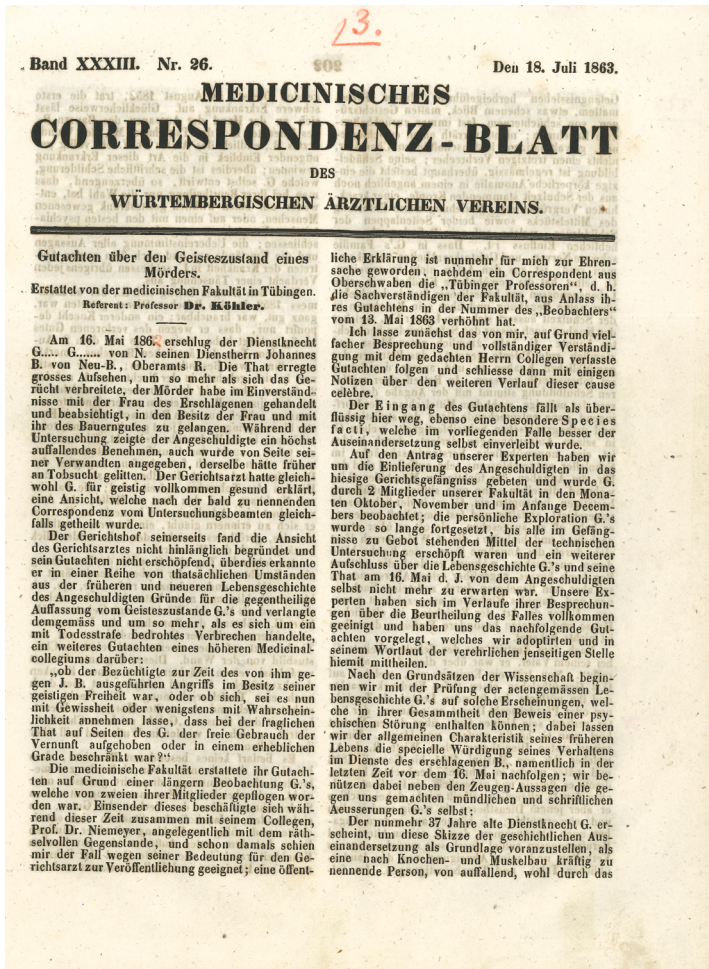 13.
Band XXXIII. Nr. 26.
Den 18. Juli 1863.
MEDICINISCHES
CORRESPONDENZ-BLATT
DES
WÜRTEMBERGISCHEN ÄRZTLICHEN VEREINS.
Gutachten über den Geisteszustand eines
Mörders.
Erstattet von der medicinischen Fakultät in Tübingen.
Referent: Professor Dr. Köhler.
Am 16. Mai 186. erschlug der Dienstknecht
G..... G....... von N. seinen Dienstherrn Johannes
B. von Neu-B., Oberamts R. Die That erregte
grosses Aufsehen, um so mehr als sich das Ge-
rücht verbreitete, der Mörder habe im Einverständ-
nisse mit der Frau des Erschlagenen gehandelt
und beabsichtigt, in den Besitz der Frau und mit
ihr des Bauerngutes zu gelangen. Während der
Untersuchung zeigte der Angeschuldigte ein höchst
auffallendes Benehmen, auch wurde von Seite sei-
ner Verwandten angegeben, derselbe hätte früher
an Tobsucht gelitten. Der Gerichtsarzt hatte gleich-
wohl G. für geistig vollkommen gesund erklärt,
eine Ansicht, welche nach der bald zu nennenden
Correspondenz vom Untersuchungsbeamten gleich-
falls getheilt wurde.
Der Gerichtshof seinerseits fand die Ansicht
des Gerichtsarztes nicht hinlänglich begründet und
sein Gutachten nicht erschöpfend, überdies erkannte
er in einer Reihe von thatsächlichen Umständen
aus der früheren und neueren Lebensgeschichte
des Angeschuldigten Gründe für die gegentheilige
Auffassung vom Geisteszustande G.'s und verlangte
demgemäss und um so mehr, als es sich um ein
mit Todesstrafe bedrohtes Verbrechen handelte,
ein weiteres Gutachten eines höheren Medicinal-
collegiums darüber:
„ob der Bezüchtigte zur Zeit des von ihm ge-
gen J. B. ausgeführten Angriffs im Besitz seiner
geistigen Freiheit war, oder ob sich, sei es nun
mit Gewissheit oder wenigstens mit Wahrschein-
lichkeit annehmen lasse, dass bei der fraglichen
That auf Seiten des G. der freie Gebrauch der
Vernunft aufgehoben oder in einem erheblichen
Grade beschränkt war?“
Die medicinische Fakultät erstattete ihr Gutach-
ten auf Grund einer längern Beobachtung G.'s,
welche von zweien ihrer Mitglieder gepflogen wor-
den war. Einsender dieses beschäftigte sich wäh-
rend dieser Zeit zusammen mit seinem Collegen,
Prof. Dr. Niemeyer, angelegentlich mit dem räth-
selvollen Gegenstande, und schon damals schien
mir der Fall wegen seiner Bedeutung für den Ge-
richtsarzt zur Veröffentlichung geeignet; eine öffent-
liche Erklärung ist nunmehr für mich zur Ehren-
sache geworden, nachdem ein Correspondent aus
Oberschwaben die „Tübinger Professoren“, d. h.
die Sachverständigen der Fakultät, aus Anlass ih-
res Gutachtens in der Nummer des „Beobachters“
vom 13. Mai 1863 verhöhnt hat.
Ich lasse zunächst das von mir, auf Grund viel-
facher Besprechung und vollständiger Verständi-
gung mit dem gedachten Herrn Collegen verfasste
Gutachten folgen und schliesse dann mit einigen
Notizen über den weiteren Verlauf dieser cause
celèbre.
Der Eingang des Gutachtens fällt als über-
flüssig hier weg, ebenso eine besondere Species
facti, welche im vorliegenden Falle besser der
Auseinandersetzung selbst einverleibt wurde.
Auf den Antrag unserer Experten haben wir
um die Einlieferung des Angeschuldigten in das
hiesige Gerichtsgefängniss gebeten und wurde G.
durch 2 Mitglieder unserer Fakultät in den Mona-
ten Oktober, November und im Anfange Decem-
bers beobachtet; die persönliche Exploration G.'s
wurde so lange fortgesetzt, bis alle im Gefäng-
nisse zu Gebot stehenden Mittel der technischen
Untersuchung erschöpft waren und ein weiterer
Aufschluss über die Lebensgeschichte G.'s und seine
That am 16. Mai d. J. von dem Angeschuldigten
selbst nicht mehr zu erwarten war. Unsere Ex-
perten haben sich im Verlaufe ihrer Besprechun-
gen über die Beurtheilung des Falles vollkommen
geeinigt und haben uns das nachfolgende Gut-
achten vorgelegt, welches wir adoptirten und in
seinem Wortlaut der verehrlichen jenseitigen Stelle
hiemit mittheilen.
Nach den Grundsätzen der Wissenschaft begin-
nen wir mit der Prüfung der actengemässen Le-
bensgeschichte G.'s auf solche Erscheinungen, wel-
che in ihrer Gesammtheit den Beweis einer psy-
chischen Störung enthalten können; dabei lassen
wir der allgemeinen Charakteristik seines früheren
Lebens die specielle Würdigung seines Verhaltens
im Dienste des erschlagenen B., namentlich in der
letzten Zeit vor dem 16. Mai nachfolgen; wir be-
nützen dabei neben den Zeugen-Aussagen die ge-
gen uns gemachten mündlichen und schriftlichen
Aeusserungen G.'s selbst;
Der nunmehr 37 Jahre alte Dienstknecht G. er-
scheint, um diese Skizze der geschichtlichen Aus-
einandersetzung als Grundlage voranzustellen, als
eine nach Knochen- und Muskelbau kräftig zu
nennende Person, von auffallend, wohl durch das